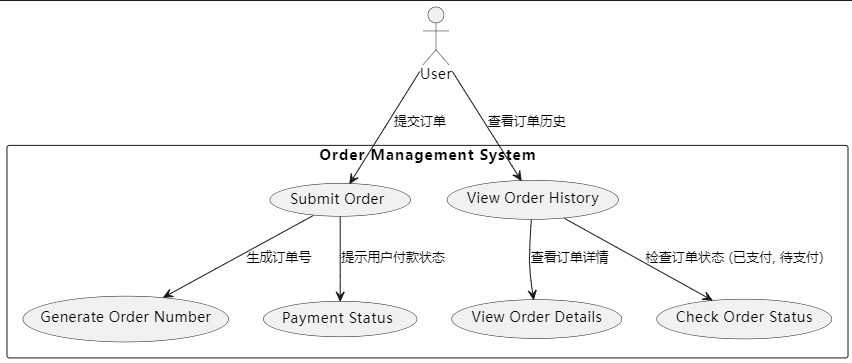 User
提交订单
查看订单历史
Order Management System
Submit Order
View Order History
生成订单号
提示用户付款状态
查看订单详情
检查订单状态 (已支付, 待支付)
Generate Order Number
Payment Status
View Order Details
Check Order Status